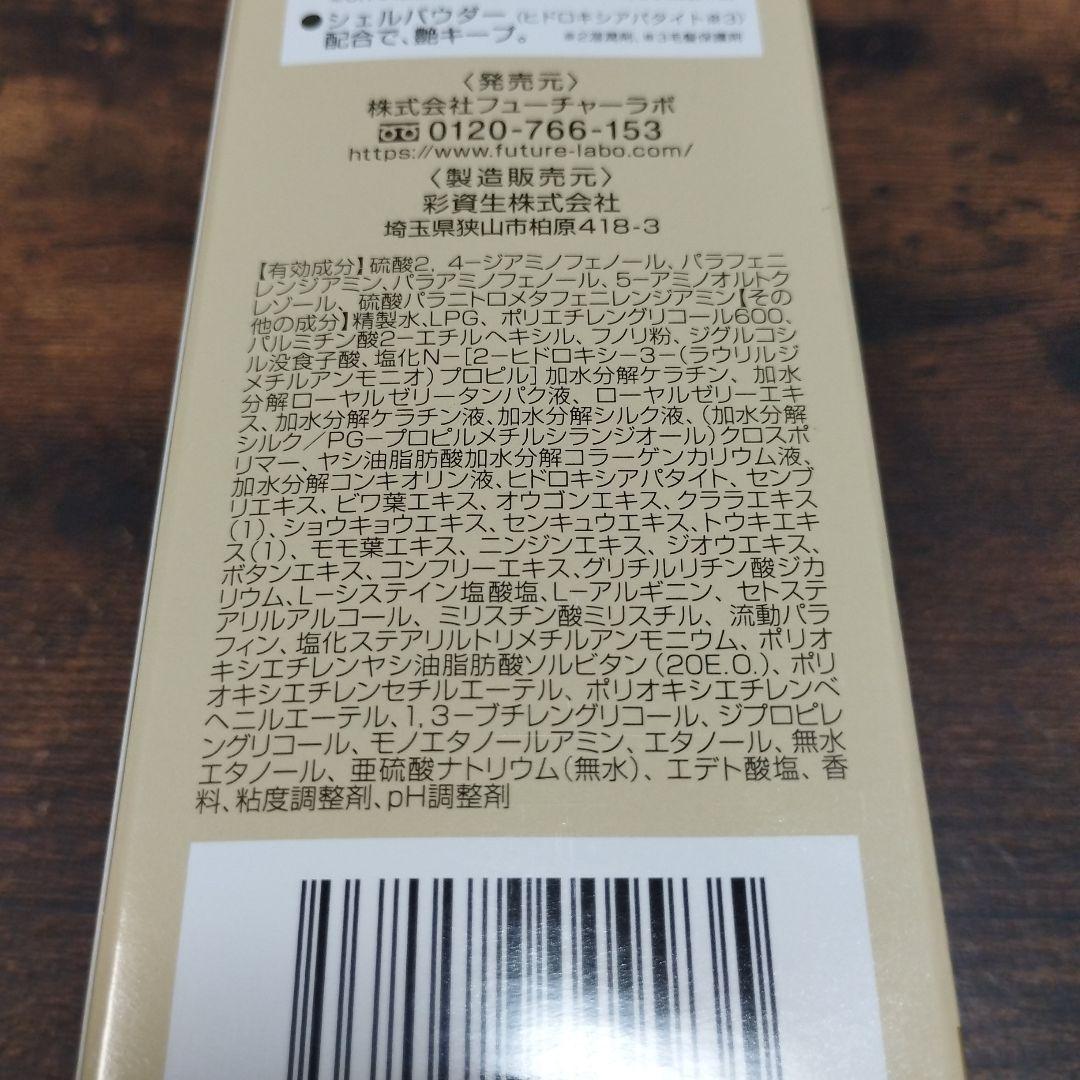 ●シェルパウダー（ヒドロキシアパタイト※3）
配合で、艶キープ。 ※2湿潤剤、※3毛髪保護剤
〈発売元〉
株式会社フューチャーラボ
0120-766-153
https://www.future-labo.com/
〈製造販売元〉
彩資生株式会社
埼玉県狭山市柏原418-3
【有効成分】硫酸2, 4-ジアミノフェノール、パラフェニ
レンジアミン、パラアミノフェノール、5-アミノオルトク
レゾール、硫酸パラニトロメタフェニレンジアミン【その
他の成分】精製水、LPG、ポリエチレングリコール600、
パルミチン酸2-エチルヘキシル、フノリ粉、ジグルコシ
ル没食子酸、塩化N-[2-ヒドロキシ-3-(ラウリルジ
メチルアンモニオ)プロピル]加水分解ケラチン、加水
分解ローヤルゼリータンパク液、ローヤルゼリーエキ
ス、加水分解ケラチン液、加水分解シルク液、(加水分解
シルク／PG-プロピルメチルシランジオール)クロスポ
リマー、ヤシ油脂肪酸加水分解コラーゲンカリウム液、
加水分解コンキオリン液、ヒドロキシアパタイト、センブ
リエキス、ビワ葉エキス、オウゴンエキス、クララエキス
(1)、ショウキョウエキス、センキュウエキス、トウキエキ
ス(1)、モモ葉エキス、ニンジンエキス、ジオウエキス、
ボタンエキス、コンフリーエキス、グリチルリチン酸ジカ
リウム、L-システイン塩酸塩、L-アルギニン、セトステ
アリルアルコール、ミリスチン酸ミリスチル、流動パラ
フィン、塩化ステアリルトリメチルアンモニウム、ポリオ
キシエチレンヤシ油脂肪酸ソルビタン(20E.O.)、ポリ
オキシエチレンセチルエーテル、ポリオキシエチレンベ
ヘニルエーテル、1,3-ブチレングリコール、ジプロピレ
ングリコール、モノエタノールアミン、エタノール、無水
エタノール、亜硫酸ナトリウム(無水)、エデト酸塩、香
料、粘度調整剤、pH調整剤